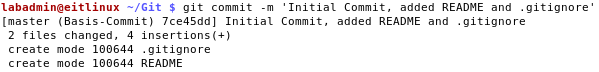 labadmin@eitlinux ~/Git $ git commit -m 'Initial Commit, added README and .gitignore'
[master (Basis-Commit) 7ce45dd] Initial Commit, added README and .gitignore
 2 files changed, 4 insertions(+)
 create mode 100644 .gitignore
 create mode 100644 README